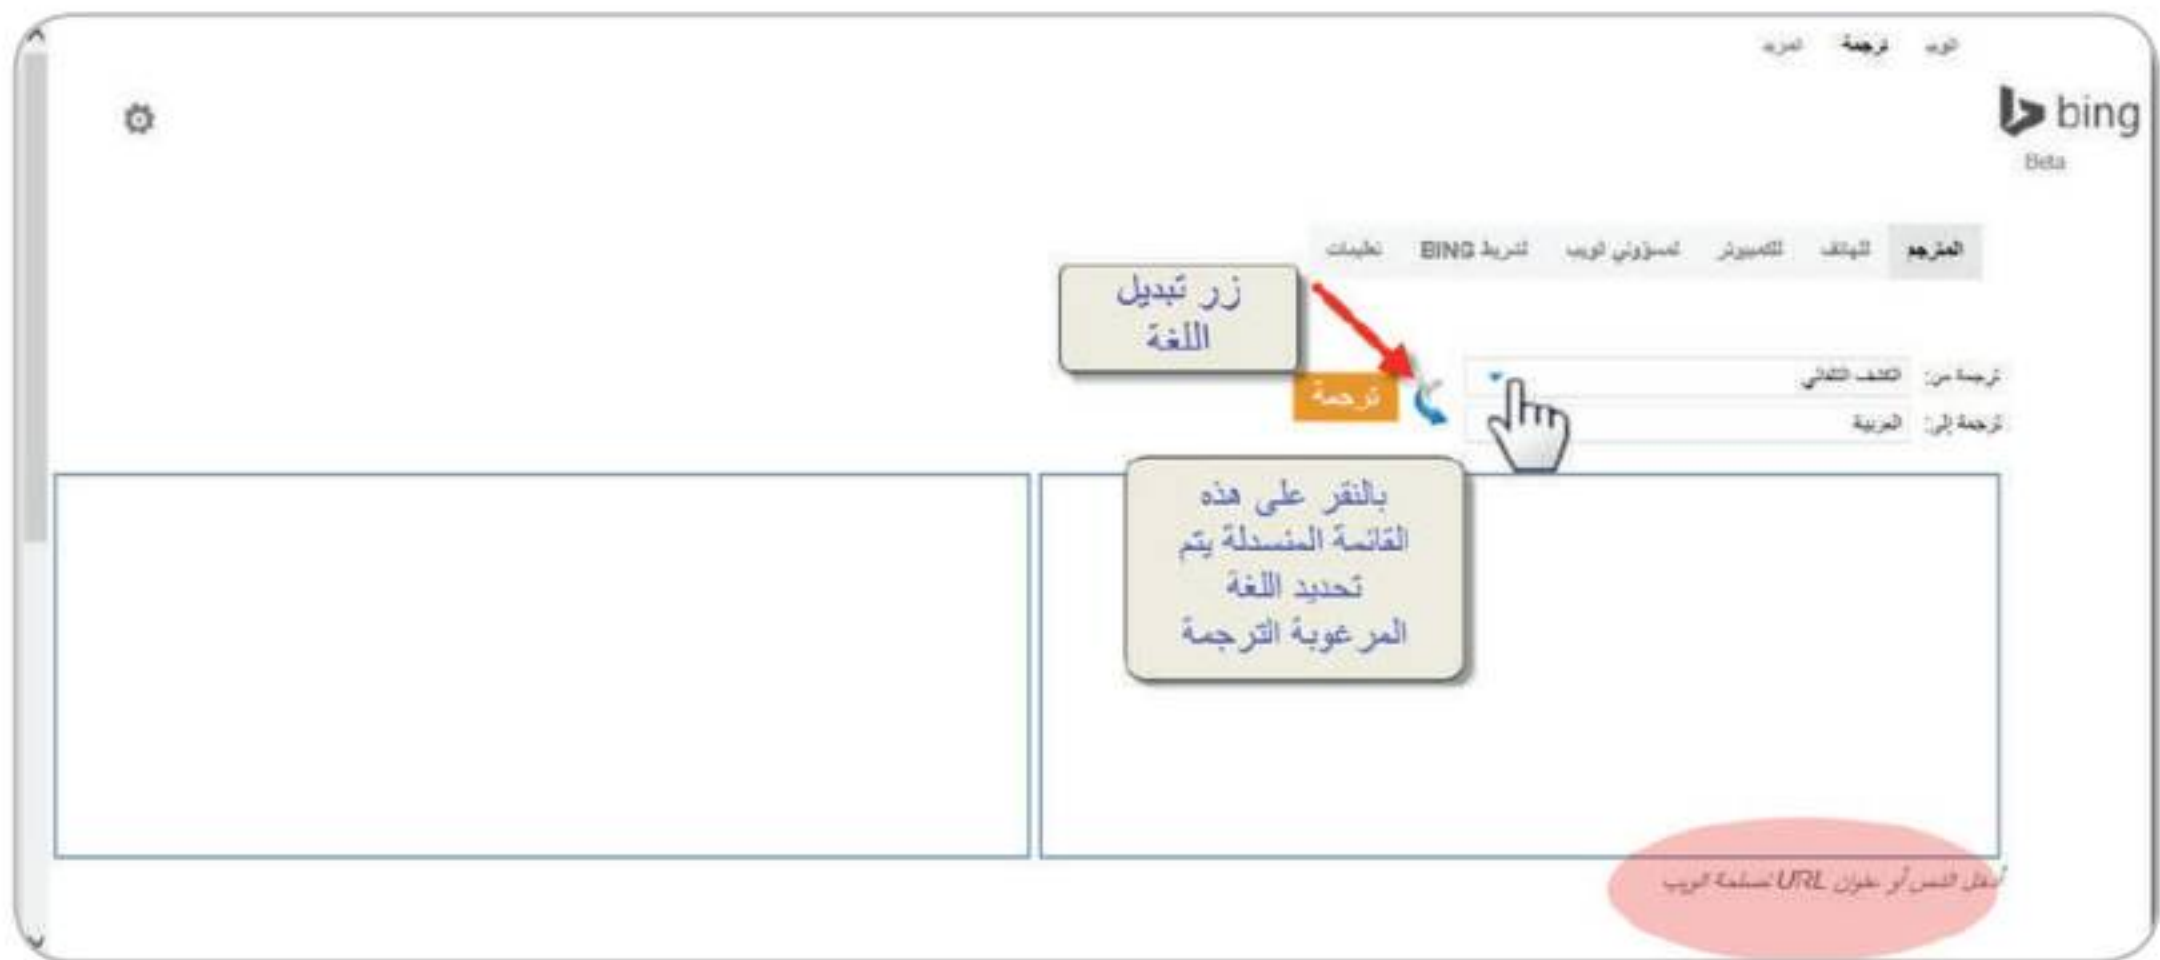 الويب ترجمة المزيد
bing
Beta
المترجم للهاتف للكمبيوتر لمسؤولي الويب لشريط BING تعليمات
زر تبديل
اللغة
ترجمة من: الكشف التلقائي
ترجمة إلى: العربية
ترجمة
بالنقر على هذه
القائمة المنسدلة يتم
تحديد اللغة
المرغوبة الترجمة
أدخل النص أو عنوان URL لصفحة الويب